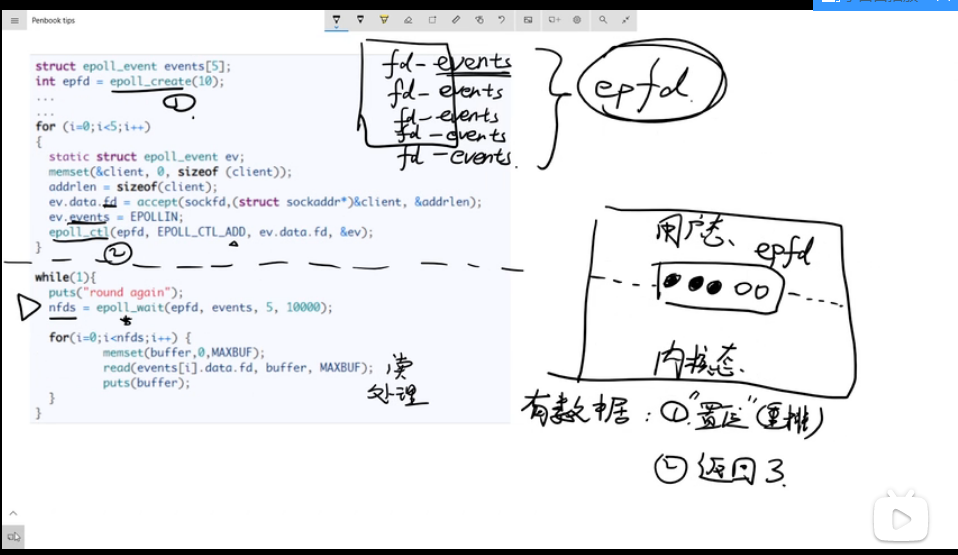 Penbook tips
struct epoll_event events[5];
int epfd = epoll_create(10);
①
...
...
for (i=0;i<5;i++)
{
static struct epoll_event ev;
memset(&client, 0, sizeof (client));
addrlen = sizeof(client);
ev.data.fd = accept(sockfd,(struct sockaddr*)&client, &addrlen);
ev.events = EPOLLIN;
epoll_ctl(epfd, EPOLL_CTL_ADD, ev.data.fd, &ev);
}
②
while(1){
puts("round again");
nfds = epoll_wait(epfd, events, 5, 10000);
for(i=0;i<nfds;i++) {
memset(buffer,0,MAXBUF);
read(events[i].data.fd, buffer, MAXBUF);
puts(buffer);
}
}
读
处理
fd-events
fd-events
fd-events
fd-events
fd-events
epfd
用户态
epfd
内核态
有数据:①"置位"(重排)
②返回3